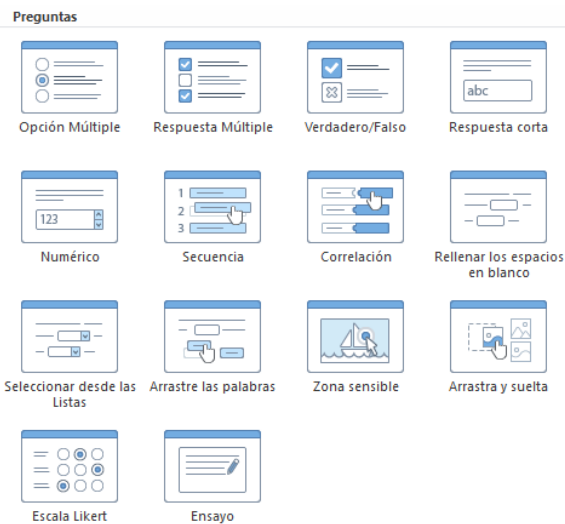 Preguntas
abc
Opción Múltiple
Respuesta Múltiple
Verdadero/Falso
Respuesta corta
123
1
2
3
Numérico
Secuencia
Correlación
Rellenar los espacios
en blanco
Seleccionar desde las
Listas
Arrastre las palabras
Zona sensible
Arrastra y suelta
Escala Likert
Ensayo